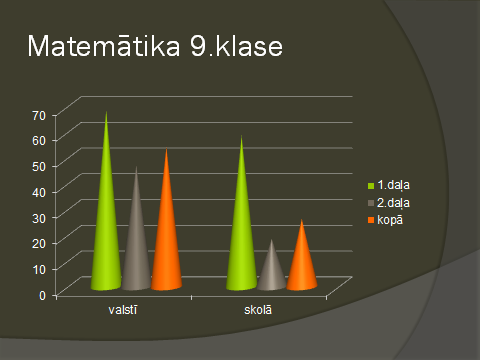 Matemātika 9.klase
70
60
50
40
30
20
10
0
valstī
skolā
1.daļa
2.daļa
kopā